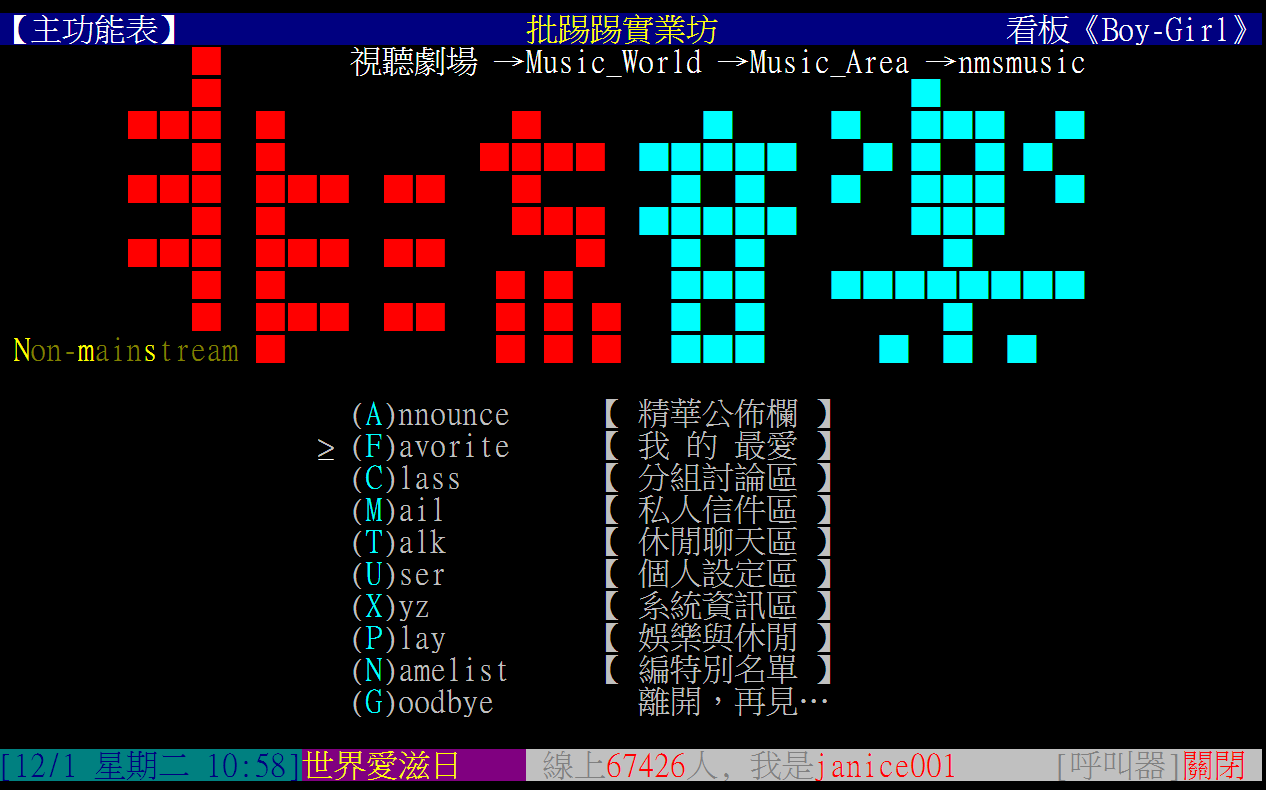 【主功能表】 批踢踢實業坊 看板《Boy-Girl》
視聽劇場 →Music_World →Music_Area →nmsmusic
非主流音樂
Non-mainstream
(A)nnounce 【 精華公佈欄 】
≥ (F)avorite 【 我 的 最愛 】
(C)lass 【 分組討論區 】
(M)ail 【 私人信件區 】
(T)alk 【 休閒聊天區 】
(U)ser 【 個人設定區 】
(X)yz 【 系統資訊區 】
(P)lay 【 娛樂與休閒 】
(N)amelist 【 編特別名單 】
(G)oodbye 離開，再見…
[12/1 星期二 10:58] 世界愛滋日 線上67426人, 我是janice001 [呼叫器]關閉